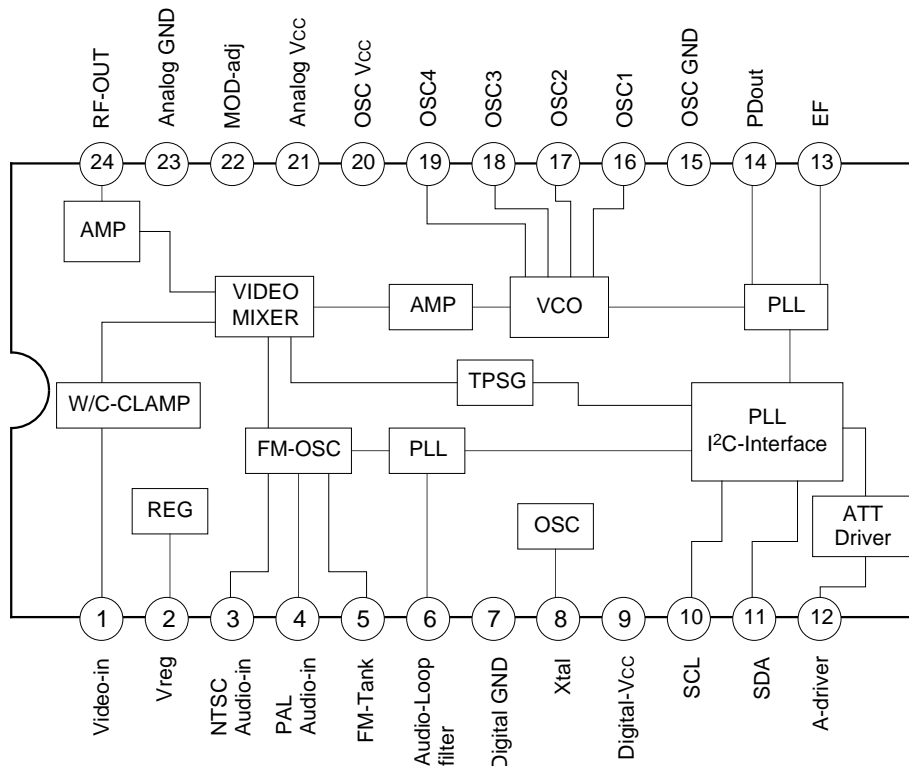 RF-OUT
Analog GND
MOD-adj
Analog VCC
OSC VCC
OSC4
OSC3
OSC2
OSC1
OSC GND
PDout
EF
24
23
22
21
20
19
18
17
16
15
14
13
AMP
VIDEO
MIXER
AMP
VCO
PLL
TPSG
W/C-CLAMP
PLL
I²C-Interface
FM-OSC
PLL
REG
OSC
ATT
Driver
1
2
3
4
5
6
7
8
9
10
11
12
Video-in
Vreg
NTSC
Audio-in
PAL
Audio-in
FM-Tank
Audio-Loop
filter
Digital GND
Xtal
Digital-VCC
SCL
SDA
A-driver